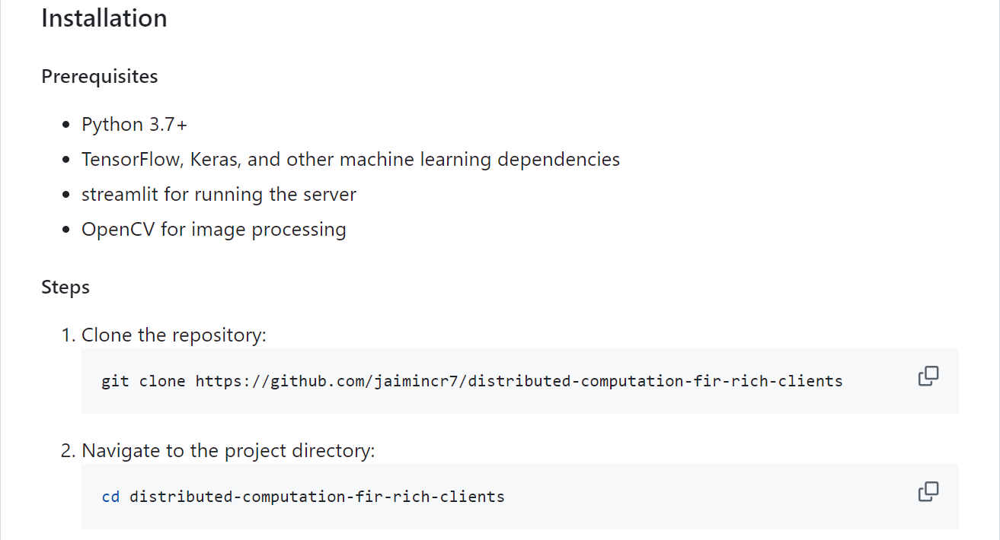 Installation
Prerequisites
Python 3.7+
TensorFlow, Keras, and other machine learning dependencies
streamlit for running the server
OpenCV for image processing
Steps
1. Clone the repository:
git clone https://github.com/jaimincr7/distributed-computation-fir-rich-clients
2. Navigate to the project directory:
cd distributed-computation-fir-rich-clients